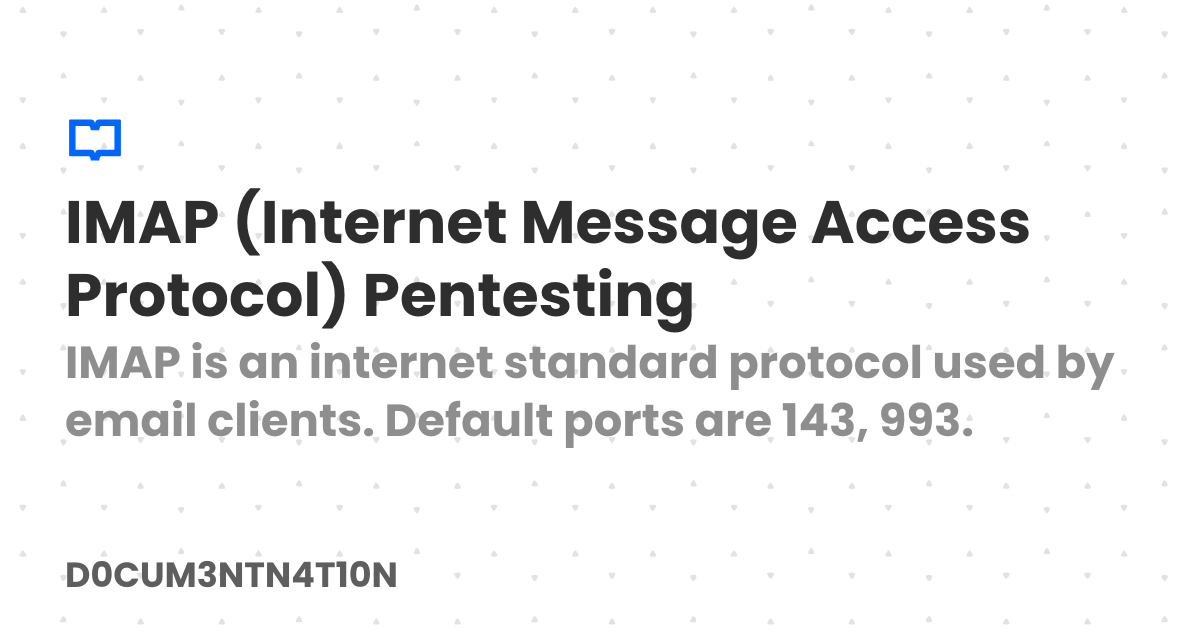 IMAP (Internet Message Access
Protocol) Pentesting
IMAP is an internet standard protocol used by
email clients. Default ports are 143, 993.
D0CUM3NTN4T10N